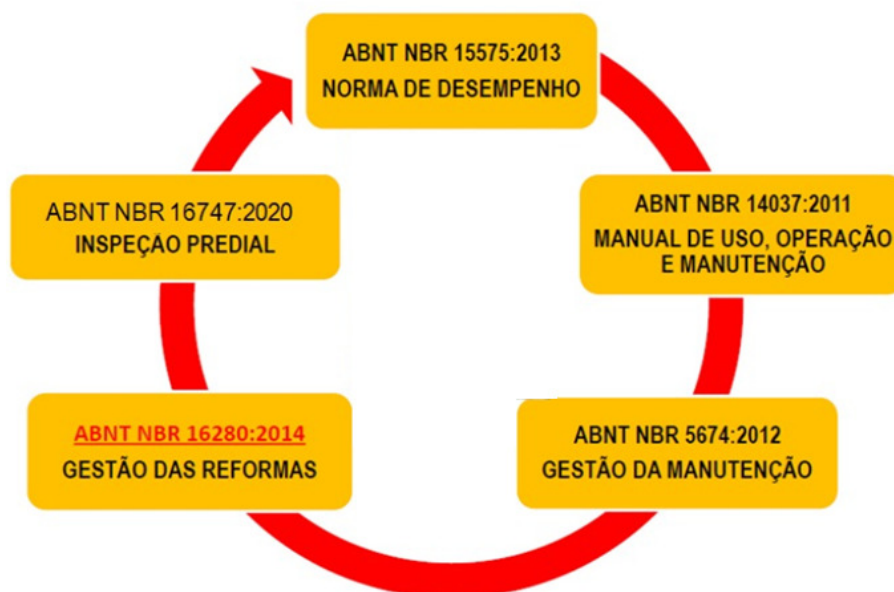 ABNT NBR 15575:2013
NORMA DE DESEMPENHO
ABNT NBR 14037:2011
MANUAL DE USO, OPERAÇÃO
E MANUTENÇÃO
ABNT NBR 5674:2012
GESTÃO DA MANUTENÇÃO
ABNT NBR 16280:2014
GESTÃO DAS REFORMAS
ABNT NBR 16747:2020
INSPEÇÃO PREDIAL